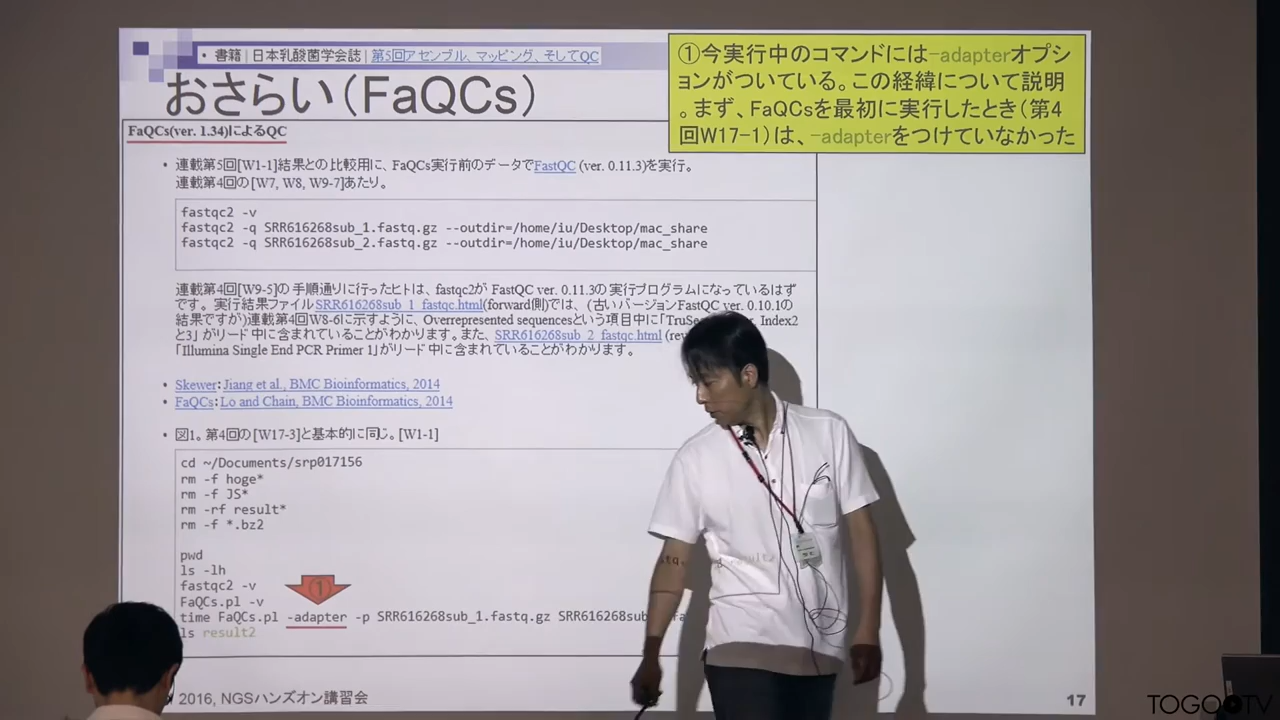 ・ 書籍 | 日本乳酸菌学会誌 | 第5回アセンブル、マッピング、そしてQC
おさらい(FaQCs)
①今実行中のコマンドには-adapterオプシ
ョンがついている。この経緯について説明
。まず、FaQCsを最初に実行したとき(第4
回W17-1)は、-adapterをつけていなかった
FaQCs(ver. 1.34)によるQC
• 連載第5回[W1-1]結果との比較用に、FaQCs実行前のデータでFastQC (ver. 0.11.3)を実行。
連載第4回の[W7, W8, W9-7]あたり。
fastqc2 -v
fastqc2 -q SRR616268sub_1.fastq.gz --outdir=/home/iu/Desktop/mac_share
fastqc2 -q SRR616268sub_2.fastq.gz --outdir=/home/iu/Desktop/mac_share
連載第4回[W9-5]の手順通りに行ったヒトは、fastqc2が FastQC ver. 0.11.3の実行プログラムになっているはず
です。実行結果ファイルSRR616268sub_1_fastqc.html(forward側)では、(古いバージョンFastQC ver. 0.10.1の
結果ですが)連載第4回W8-6に示すように、Overrepresented sequencesという項目中に「TruSe Index2
と3」がリード中に含まれていることがわかります。また、SRR616268sub_2_fastqc.html (re
「Illumina Single End PCR Primer 1」がリード中に含まれていることがわかります。
• Skewer：Jiang et al., BMC Bioinformatics, 2014
• FaQCs：Lo and Chain, BMC Bioinformatics, 2014
• 図1。第4回の[W17-3]と基本的に同じ。[W1-1]
cd ~/Documents/srp017156
rm -f hoge*
rm -f JS*
rm -rf result*
rm -f *.bz2
pwd
ls -lh
fastqc2 -v
①
FaQCs.pl -v
time FaQCs.pl -adapter -p SRR616268sub_1.fastq.gz SRR616268sub
ls result2
2016, NGSハンズオン講習会
17
TOGOTV